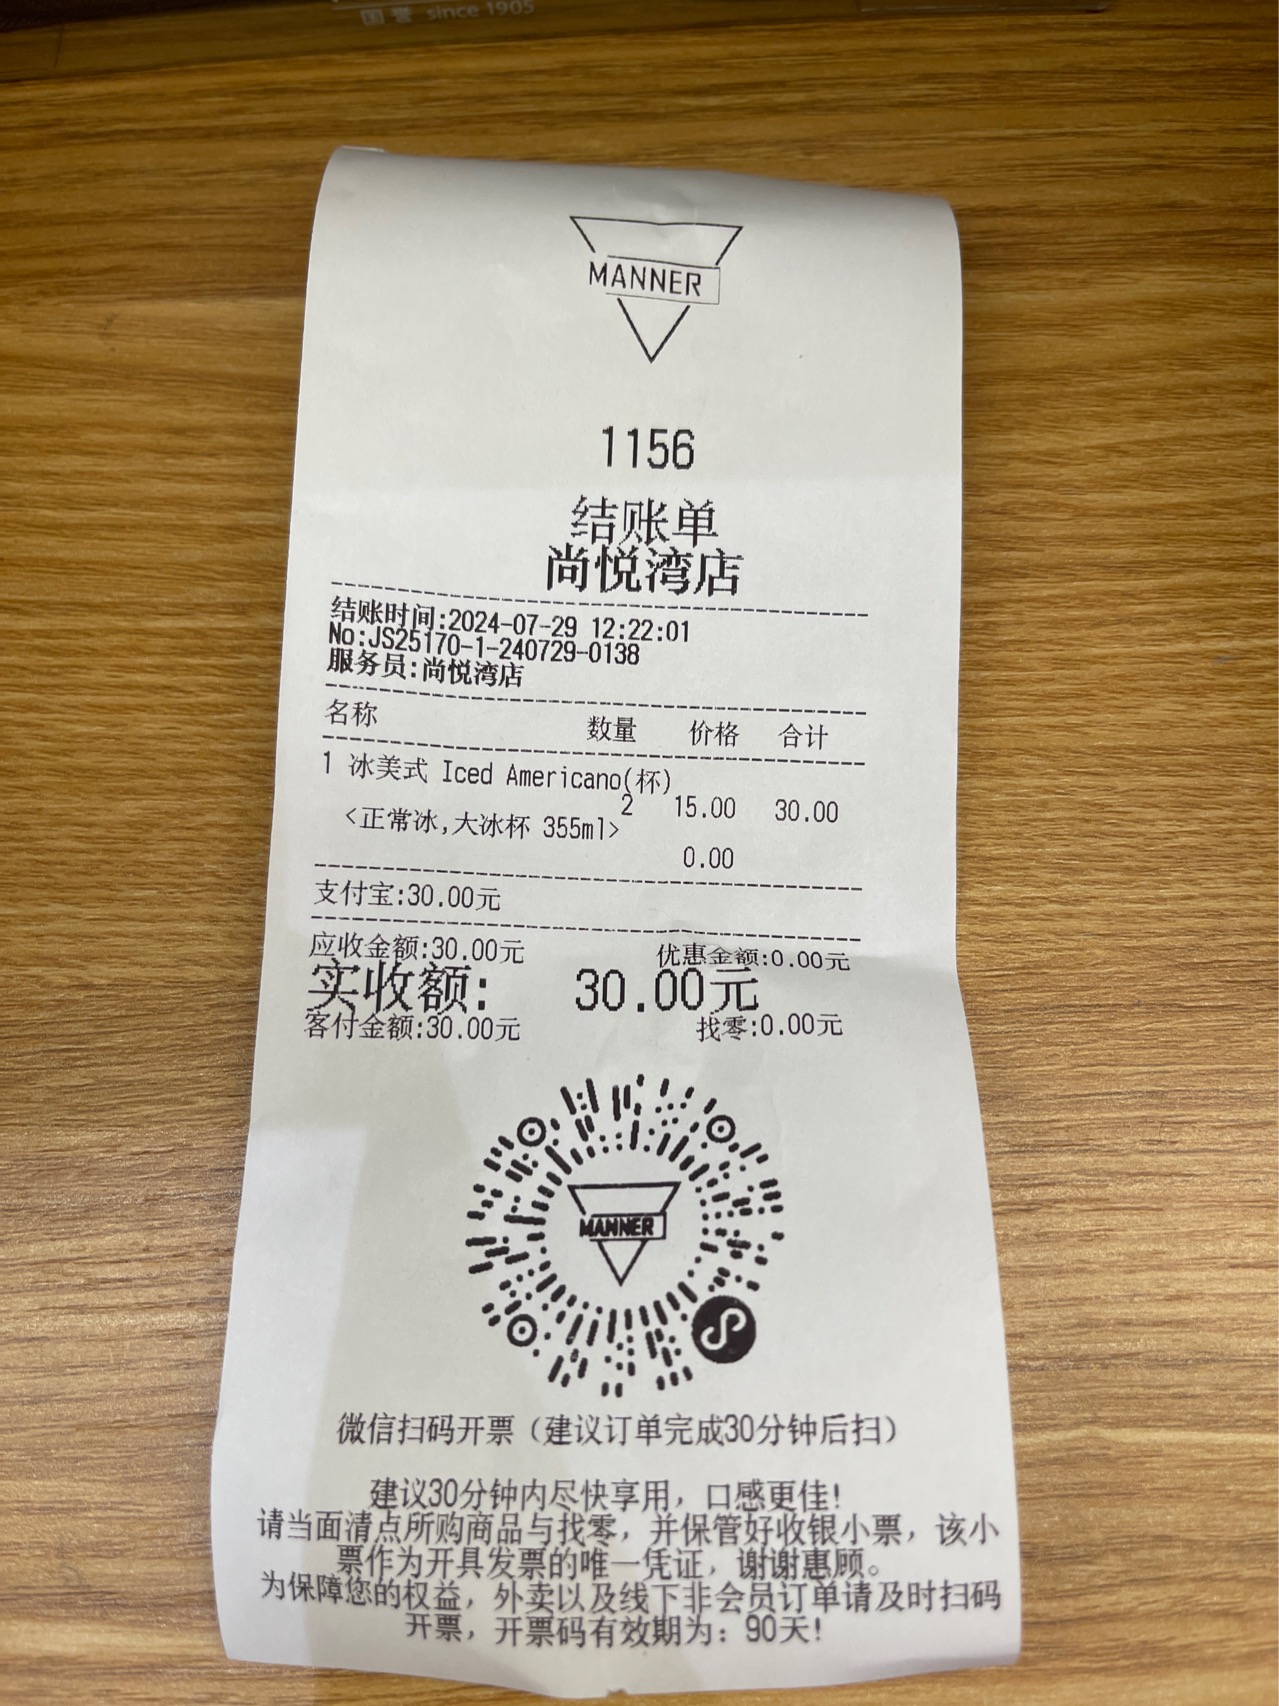 国誉 since 1905
MANNER
1156
结账单
尚悦湾店
结账时间:2024-07-29 12:22:01
No:JS25170-1-240729-0138
服务员:尚悦湾店
名称 数量 价格 合计
1 冰美式 Iced Americano(杯)
2 15.00 30.00
<正常冰,大冰杯 355ml>
0.00
支付宝:30.00元
应收金额:30.00元 优惠金额:0.00元
实收额: 30.00元
客付金额:30.00元 找零:0.00元
MANNER
微信扫码开票（建议订单完成30分钟后扫）
建议30分钟内尽快享用，口感更佳!
请当面清点所购商品与找零，并保管好收银小票，该小
票作为开具发票的唯一凭证，谢谢惠顾。
为保障您的权益，外卖以及线下非会员订单请及时扫码
开票，开票码有效期为：90天!